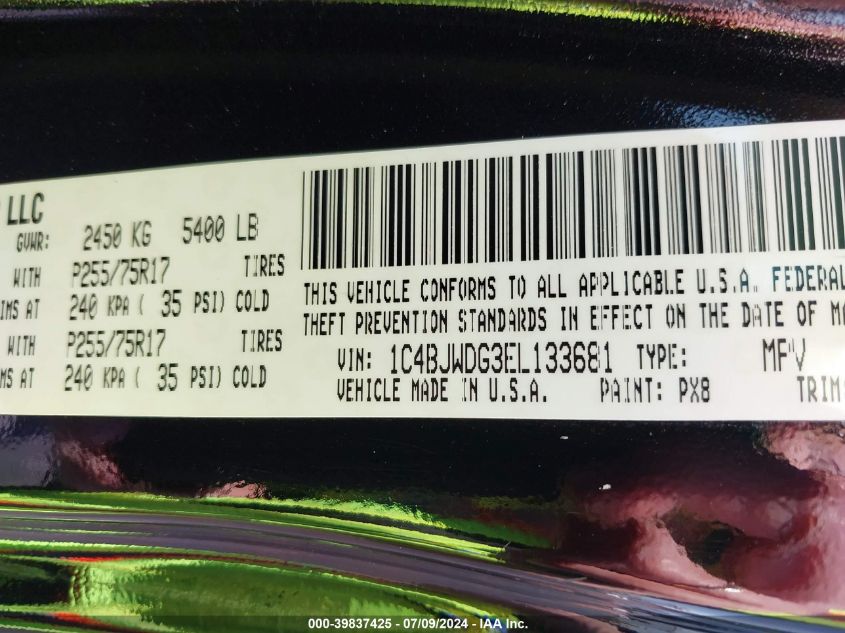 LLC
GVWR: 2450 KG 5400 LB
WITH P255/75R17 TIRES
IMS AT 240 KPA ( 35 PSI) COLD
WITH P255/75R17 TIRES
IMS AT 240 KPA ( 35 PSI) COLD
THIS VEHICLE CONFORMS TO ALL APPLICABLE U.S.A. FEDERAL
THEFT PREVENTION STANDARDS IN EFFECT ON THE DATE OF MA
VIN: 1C4BJWDG3EL133681 TYPE: MPV
VEHICLE MADE IN U.S.A. PAINT: PX8 TRIM
000-39837425 - 07/09/2024 - IAA Inc.